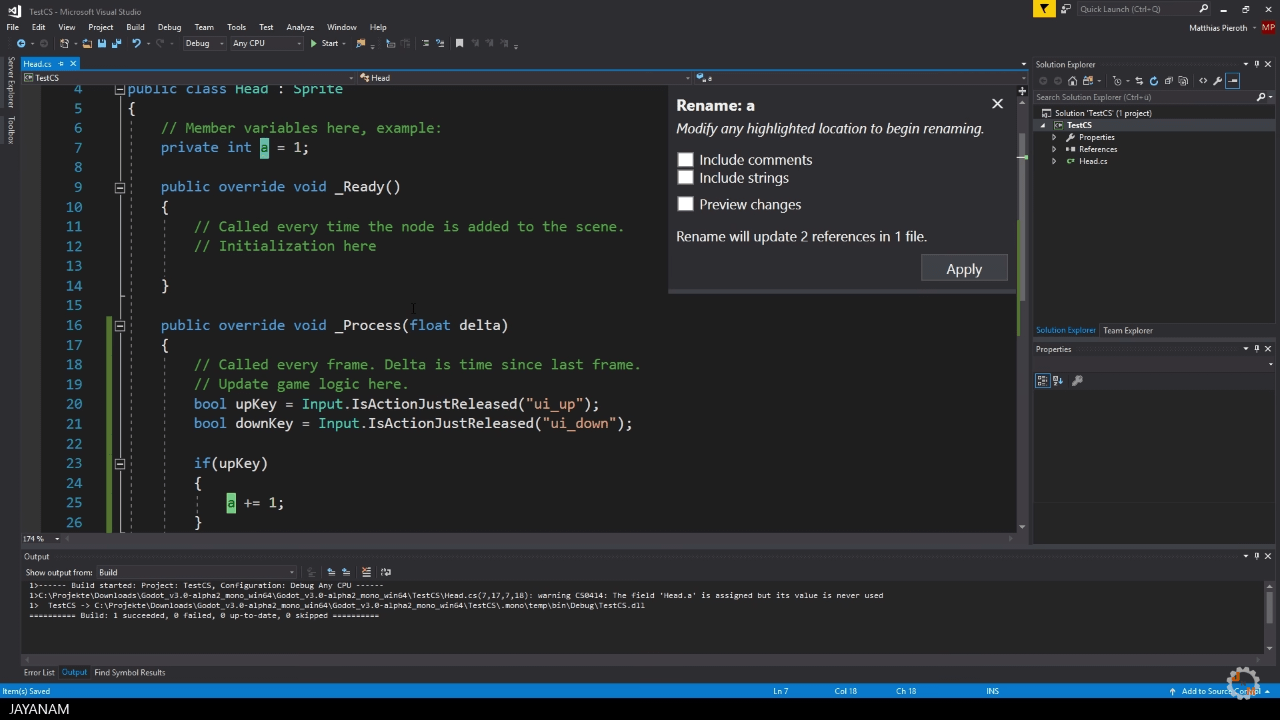 TestCS - Microsoft Visual Studio
Quick Launch (Ctrl+Ü)
File Edit View Project Build Debug Team Tools Test Analyze Window Help
Matthias Pieroth MP
Debug Any CPU Start
Server Explorer
Toolbox
Head.cs
TestCS Head a
4 public class Head : Sprite
5 {
6 // Member variables here, example:
7 private int a = 1;
8
9 public override void _Ready()
10 {
11 // Called every time the node is added to the scene.
12 // Initialization here
13
14 }
15
16 public override void _Process(float delta)
17 {
18 // Called every frame. Delta is time since last frame.
19 // Update game logic here.
20 bool upKey = Input.IsActionJustReleased("ui_up");
21 bool downKey = Input.IsActionJustReleased("ui_down");
22
23 if(upKey)
24 {
25 a += 1;
26 }
174 %
Rename: a
Modify any highlighted location to begin renaming.
Include comments
Include strings
Preview changes
Rename will update 2 references in 1 file.
Apply
Solution Explorer
Search Solution Explorer (Ctrl+ü)
Solution 'TestCS' (1 project)
TestCS
Properties
References
Head.cs
Solution Explorer Team Explorer
Properties
Output
Show output from: Build
1>------ Build started: Project: TestCS, Configuration: Debug Any CPU ------
1>C:\Projekte\Downloads\Godot_v3.0-alpha2_mono_win64\Godot_v3.0-alpha2_mono_win64\TestCS\Head.cs(7,17,7,18): warning CS0414: The field 'Head.a' is assigned but its value is never used
1> TestCS -> C:\Projekte\Downloads\Godot_v3.0-alpha2_mono_win64\Godot_v3.0-alpha2_mono_win64\TestCS\.mono\temp\bin\Debug\TestCS.dll
========== Build: 1 succeeded, 0 failed, 0 up-to-date, 0 skipped ==========
Error List Output Find Symbol Results
Item(s) Saved Ln 7 Col 18 Ch 18 INS Add to Source Control
JAYANAM